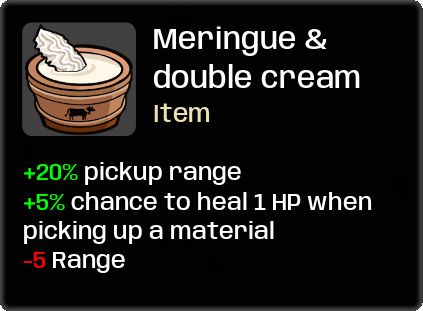 Meringue &
double cream
Item
+20% pickup range
+5% chance to heal 1 HP when
picking up a material
-5 Range